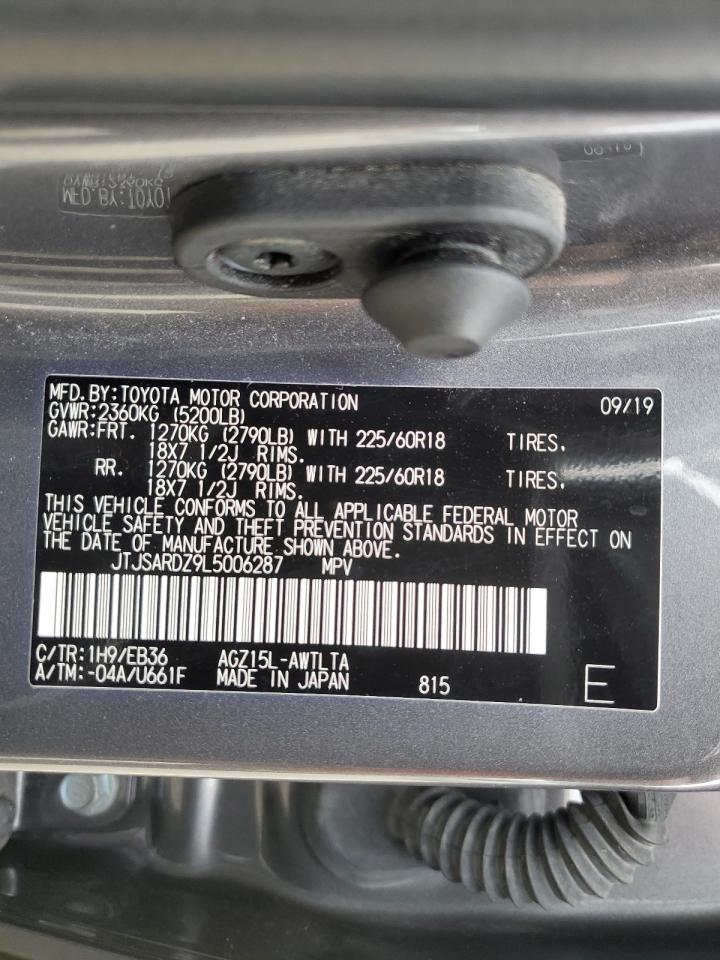 MFD.BY:TOYOTA MOTOR CORPORATION 09/19
GVWR:2360KG (5200LB)
GAWR:FRT. 1270KG (2790LB) WITH 225/60R18 TIRES,
18X7 1/2J RIMS.
RR. 1270KG (2790LB) WITH 225/60R18 TIRES,
18X7 1/2J RIMS.
THIS VEHICLE CONFORMS TO ALL APPLICABLE FEDERAL MOTOR
VEHICLE SAFETY AND THEFT PREVENTION STANDARDS IN EFFECT ON
THE DATE OF MANUFACTURE SHOWN ABOVE.
JTJSARDZ9L5006287 MPV
C/TR:1H9/EB36 AGZ15L-AWTLTA
A/TM:-04A/U661F MADE IN JAPAN 815 E